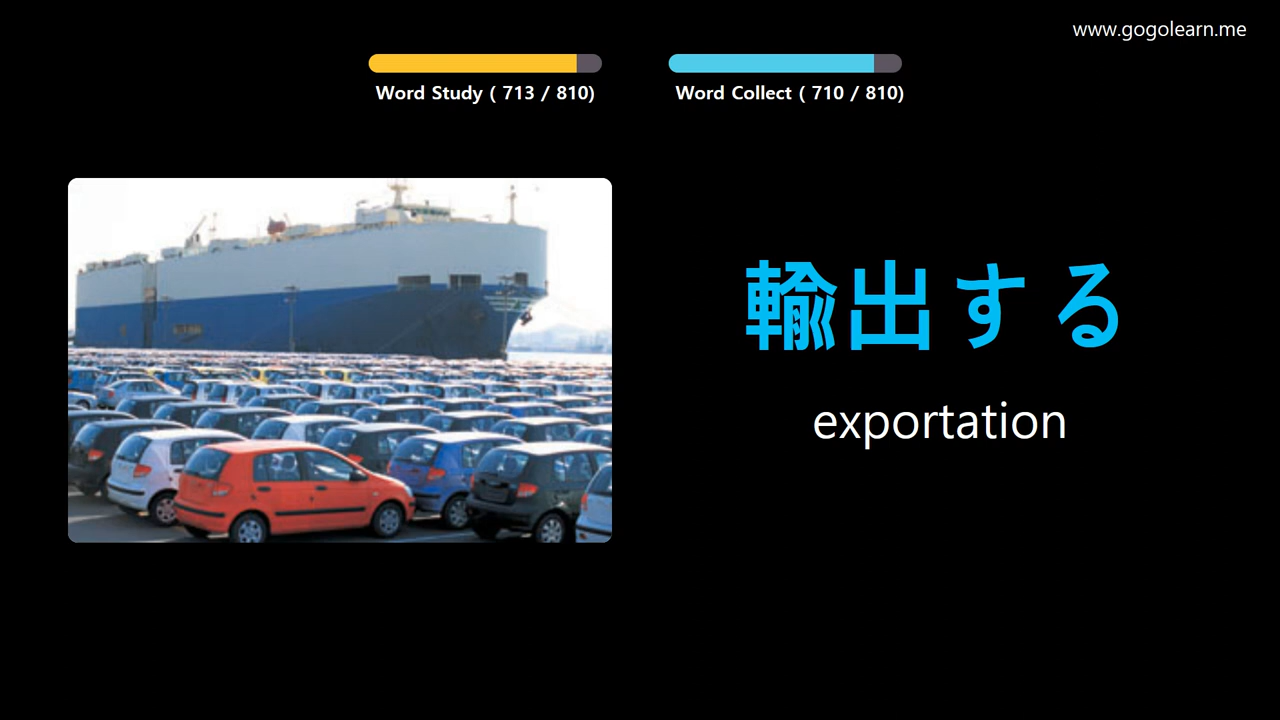 www.gogolearn.me
Word Study ( 713 / 810)
Word Collect ( 710 / 810)
輸出する
exportation